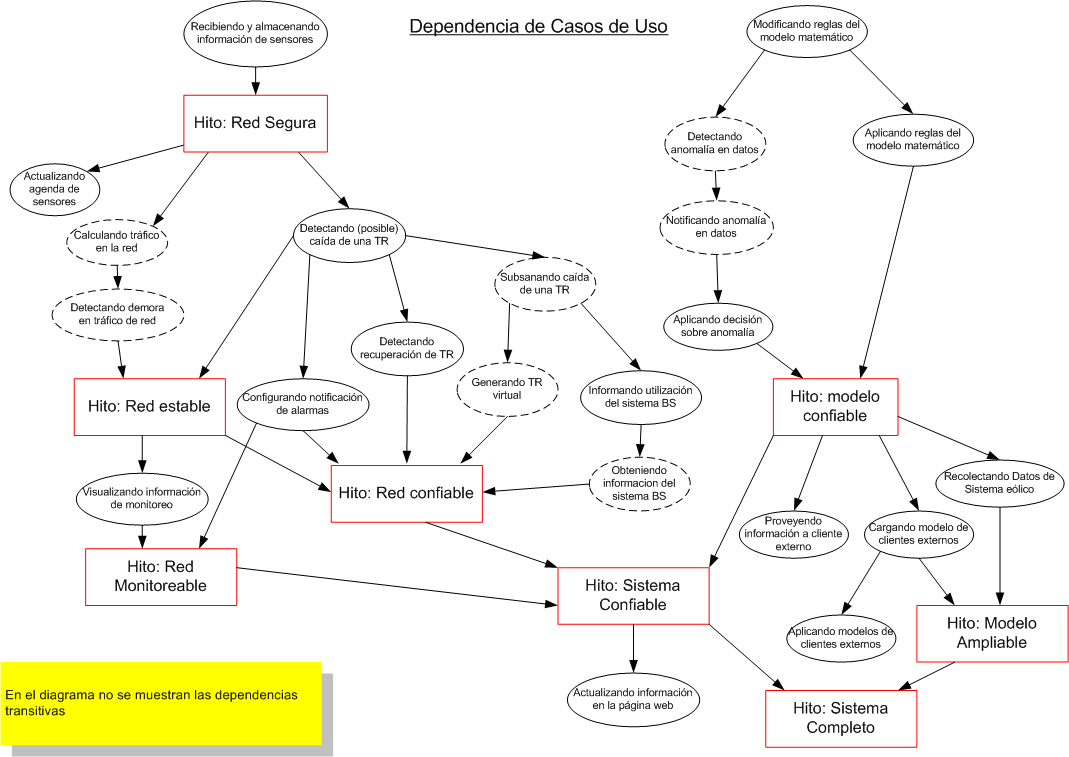 Dependencia de Casos de Uso
Recibiendo y almacenando
información de sensores
Modificando reglas del
modelo matemático
Hito: Red Segura
Detectando
anomalía en datos
Aplicando reglas del
modelo matemático
Actualizando
agenda de
sensores
Calculando tráfico
en la red
Detectando (posible)
caída de una TR
Notificando anomalía
en datos
Subsanando caída
de una TR
Detectando demora
en tráfico de red
Aplicando decisión
sobre anomalía
Detectando
recuperación de TR
Generando TR
virtual
Informando utilización
del sistema BS
Hito: Red estable
Configurando notificación
de alarmas
Hito: modelo
confiable
Visualizando información
de monitoreo
Hito: Red confiable
Obteniendo
informacion del
sistema BS
Recolectando Datos de
Sistema eólico
Proveyendo
información a cliente
externo
Cargando modelo de
clientes externos
Hito: Red
Monitoreable
Hito: Sistema
Confiable
Aplicando modelos de
clientes externos
Hito: Modelo
Ampliable
Actualizando información
en la página web
Hito: Sistema
Completo
En el diagrama no se muestran las dependencias
transitivas